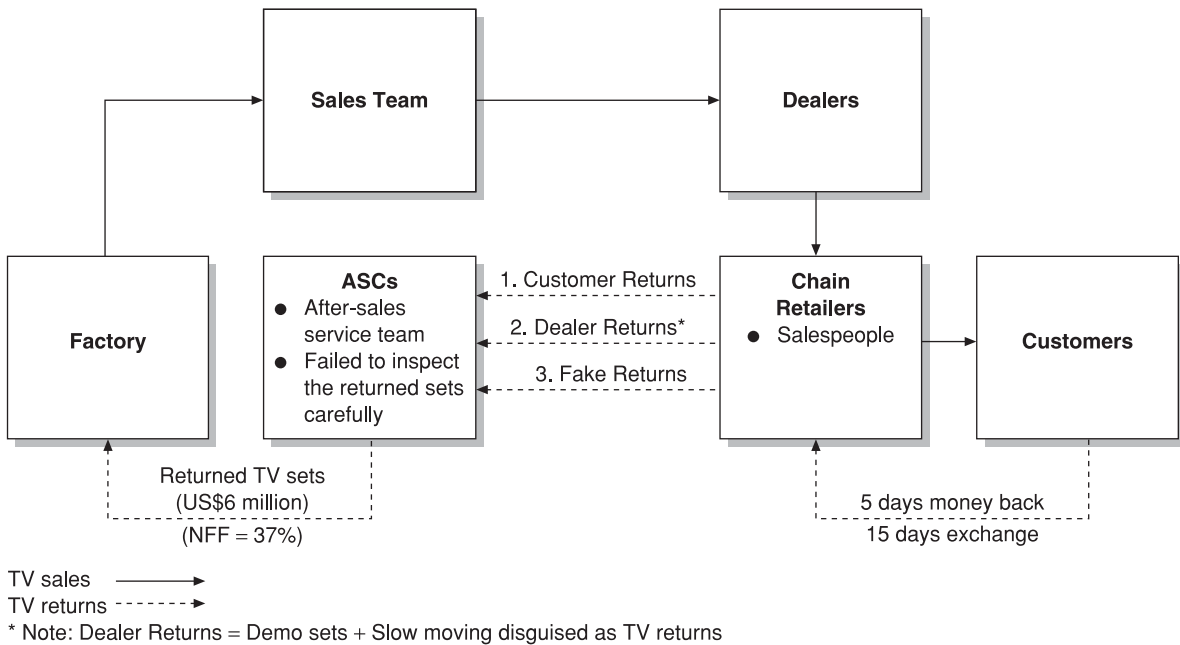 Sales Team
Dealers
Factory
ASCs
● After-sales
service team
● Failed to inspect
the returned sets
carefully
1. Customer Returns
2. Dealer Returns*
3. Fake Returns
Chain
Retailers
● Salespeople
Customers
Returned TV sets
(US$6 million)
(NFF = 37%)
5 days money back
15 days exchange
TV sales
TV returns
* Note: Dealer Returns = Demo sets + Slow moving disguised as TV returns